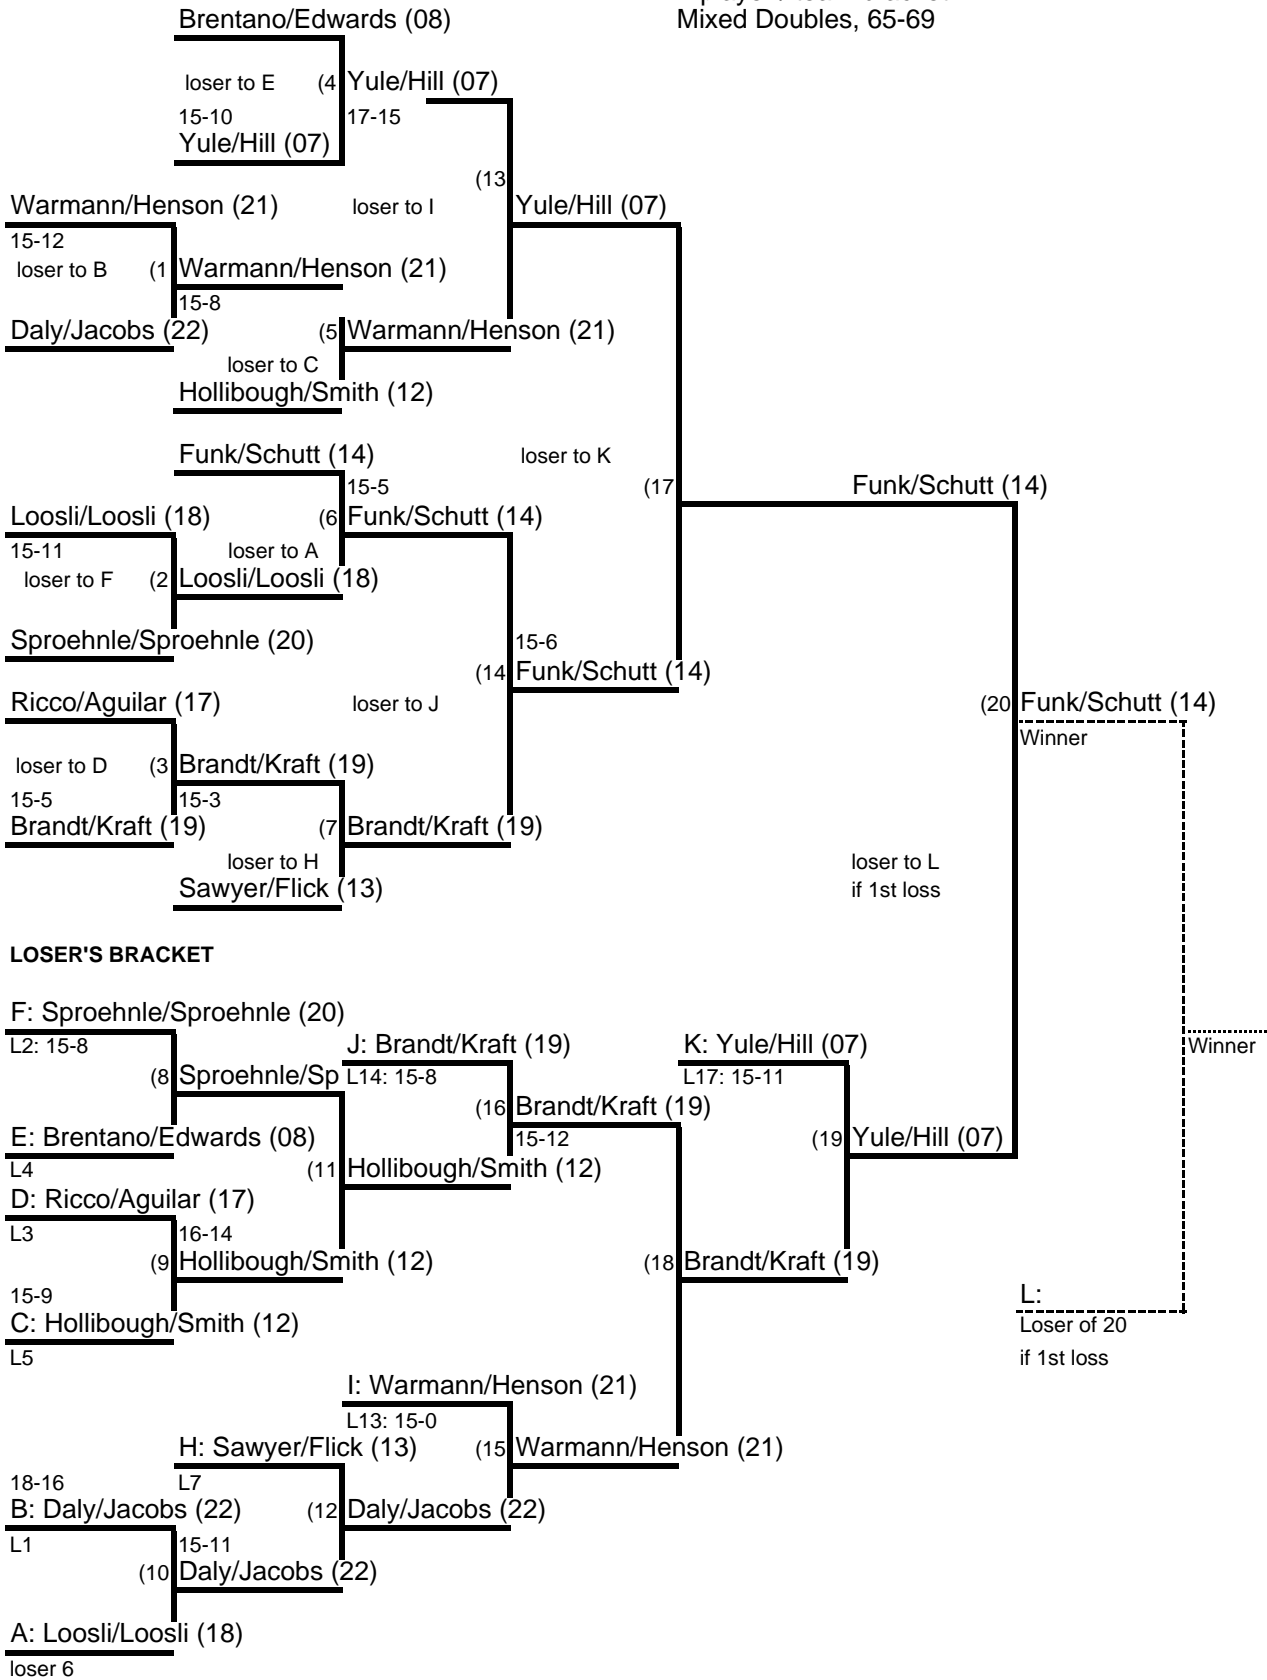 Brentano/Edwards (08)
Mixed Doubles, 65-69
loser to E
(4
Yule/Hill (07)
15-10
17-15
Yule/Hill (07)
(13
Warmann/Henson (21)
loser to I
Yule/Hill (07)
15-12
loser to B
(1
Warmann/Henson (21)
15-8
Daly/Jacobs (22)
(5
Warmann/Henson (21)
loser to C
Hollibough/Smith (12)
Funk/Schutt (14)
loser to K
15-5
(17
Funk/Schutt (14)
Loosli/Loosli (18)
(6
Funk/Schutt (14)
15-11
loser to A
loser to F
(2
Loosli/Loosli (18)
Sproehnle/Sproehnle (20)
15-6
(14
Funk/Schutt (14)
Ricco/Aguilar (17)
loser to J
(20
Funk/Schutt (14)
Winner
loser to D
(3
Brandt/Kraft (19)
15-5
15-3
Brandt/Kraft (19)
(7
Brandt/Kraft (19)
loser to H
loser to L
Sawyer/Flick (13)
if 1st loss
LOSER'S BRACKET
F: Sproehnle/Sproehnle (20)
L2: 15-8
J: Brandt/Kraft (19)
K: Yule/Hill (07)
Winner
(8
Sproehnle/Sp
L14: 15-8
L17: 15-11
(16
Brandt/Kraft (19)
E: Brentano/Edwards (08)
15-12
(19
Yule/Hill (07)
L4
(11
Hollibough/Smith (12)
D: Ricco/Aguilar (17)
L3
16-14
(9
Hollibough/Smith (12)
(18
Brandt/Kraft (19)
15-9
L:
C: Hollibough/Smith (12)
Loser of 20
L5
if 1st loss
I: Warmann/Henson (21)
L13: 15-0
H: Sawyer/Flick (13)
(15
Warmann/Henson (21)
18-16
L7
B: Daly/Jacobs (22)
(12
Daly/Jacobs (22)
L1
15-11
(10
Daly/Jacobs (22)
A: Loosli/Loosli (18)
loser 6